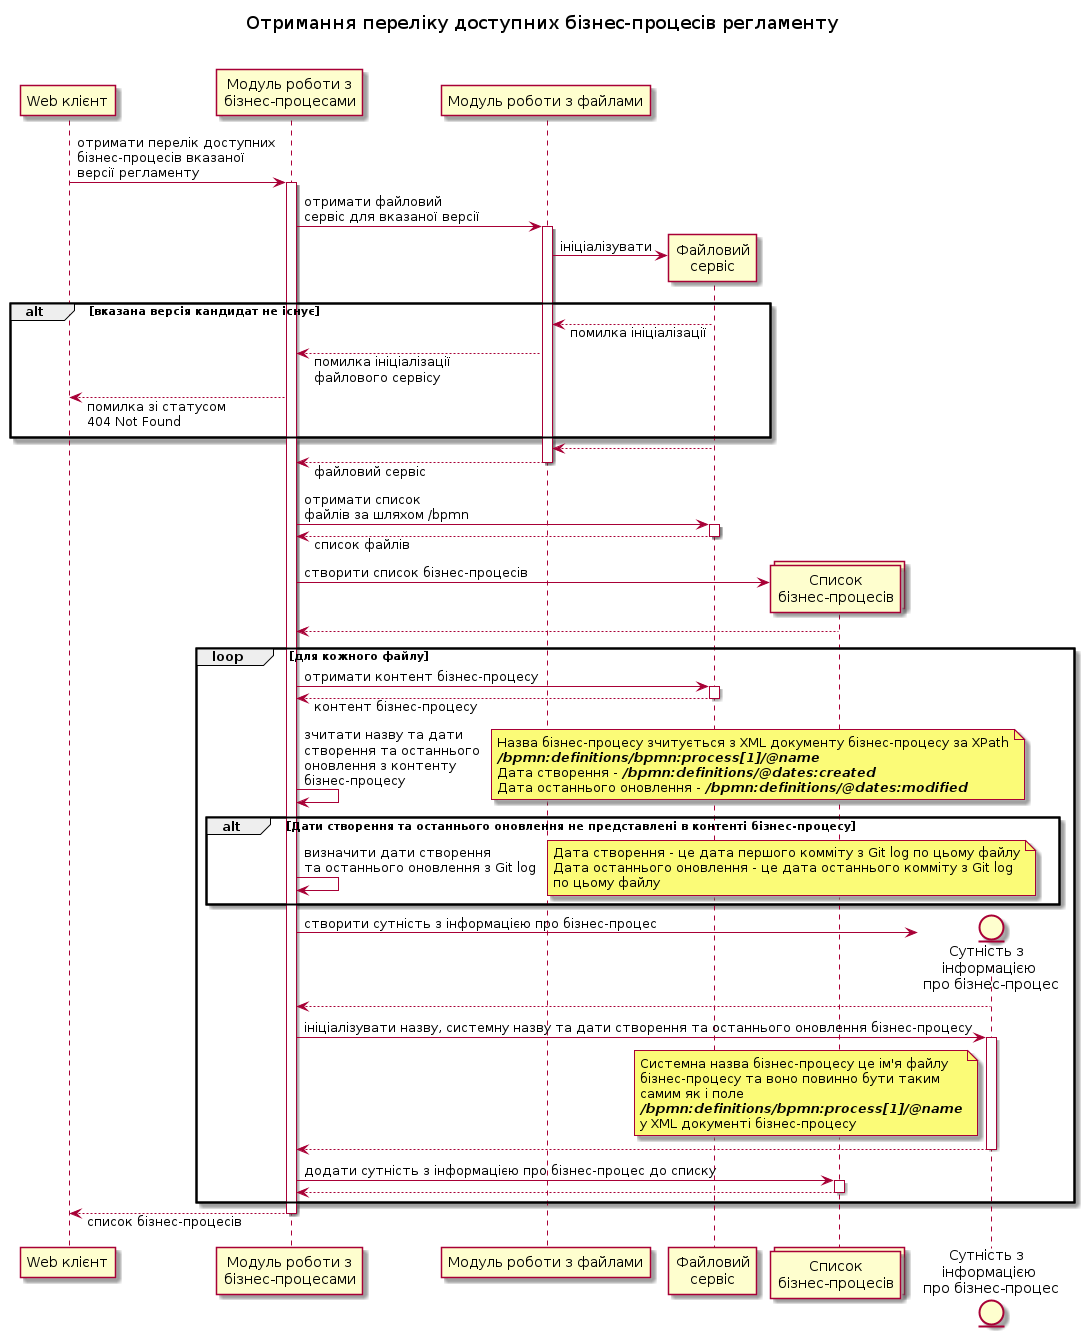 Отримання переліку доступних бізнес-процесів регламенту
Web клієнт
Модуль роботи з
бізнес-процесами
Модуль роботи з файлами
отримати перелік доступних
бізнес-процесів вказаної
версії регламенту
отримати файловий
сервіс для вказаної версії
ініціалізувати
Файловий
сервіс
alt
[вказана версія кандидат не існує]
помилка ініціалізації
помилка ініціалізації
файлового сервісу
помилка зі статусом
404 Not Found
файловий сервіс
отримати список
файлів за шляхом /bpmn
список файлів
створити список бізнес-процесів
Список
бізнес-процесів
loop
[для кожного файлу]
отримати контент бізнес-процесу
контент бізнес-процесу
зчитати назву та дати
створення та останнього
оновлення з контенту
бізнес-процесу
Назва бізнес-процесу зчитується з XML документу бізнес-процесу за XPath
/bpmn:definitions/bpmn:process[1]/@name
Дата створення - /bpmn:definitions/@dates:created
Дата останнього оновлення - /bpmn:definitions/@dates:modified
alt
[Дати створення та останнього оновлення не представлені в контенті бізнес-процесу]
визначити дати створення
та останнього оновлення з Git log
Дата створення - це дата першого комміту з Git log по цьому файлу
Дата останнього оновлення - це дата останнього комміту з Git log
по цьому файлу
створити сутність з інформацією про бізнес-процес
Сутність з
інформацією
про бізнес-процес
ініціалізувати назву, системну назву та дати створення та останнього оновлення бізнес-процесу
Системна назва бізнес-процесу це ім'я файлу
бізнес-процесу та воно повинно бути таким
самим як і поле
/bpmn:definitions/bpmn:process[1]/@name
у XML документі бізнес-процесу
додати сутність з інформацією про бізнес-процес до списку
список бізнес-процесів
Web клієнт
Модуль роботи з
бізнес-процесами
Модуль роботи з файлами
Файловий
сервіс
Список
бізнес-процесів
Сутність з
інформацією
про бізнес-процес